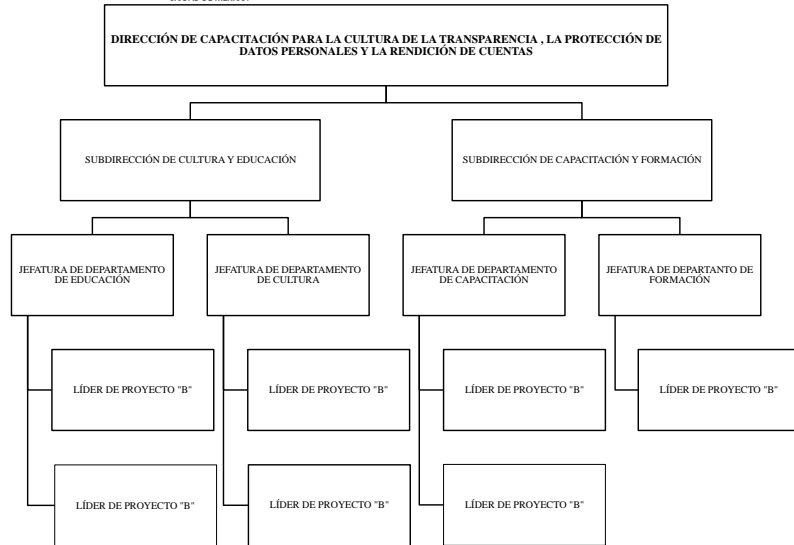 DIRECCIÓN DE CAPACITACIÓN PARA LA CULTURA DE LA TRANSPARENCIA , LA PROTECCIÓN DE
DATOS PERSONALES Y LA RENDICIÓN DE CUENTAS
SUBDIRECCIÓN DE CULTURA Y EDUCACIÓN
SUBDIRECCIÓN DE CAPACITACIÓN Y FORMACIÓN
JEFATURA DE DEPARTAMENTO
DE EDUCACIÓN
JEFATURA DE DEPARTAMENTO
DE CULTURA
JEFATURA DE DEPARTAMENTO
DE CAPACITACIÓN
JEFATURA DE DEPARTANTO DE
FORMACIÓN
LÍDER DE PROYECTO "B"
LÍDER DE PROYECTO "B"
LÍDER DE PROYECTO "B"
LÍDER DE PROYECTO "B"
LÍDER DE PROYECTO "B"
LÍDER DE PROYECTO "B"
LÍDER DE PROYECTO "B"